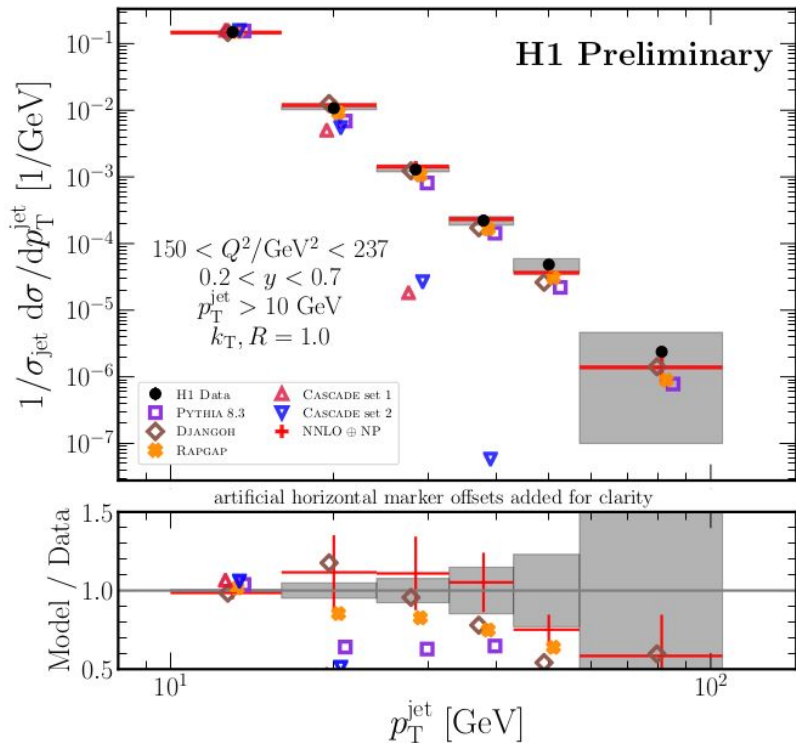 H1 Preliminary
1/σ_jet dσ/dp_T^jet [1/GeV]
10^−1
10^−2
10^−3
10^−4
10^−5
10^−6
10^−7
150 < Q^2/GeV^2 < 237
0.2 < y < 0.7
p_T^jet > 10 GeV
k_T, R = 1.0
H1 Data
PYTHIA 8.3
DJANGOH
RAPGAP
CASCADE set 1
CASCADE set 2
NNLO ⊕ NP
artificial horizontal marker offsets added for clarity
Model / Data
1.5
1.0
0.5
10^1
10^2
p_T^jet [GeV]